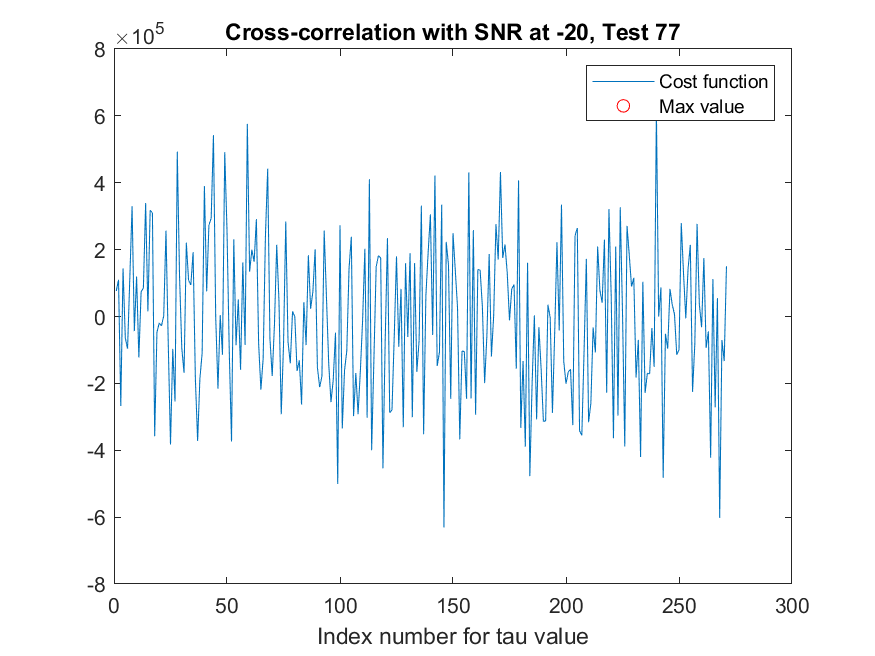 ×10^5
Cross-correlation with SNR at -20, Test 77
Cost function
Max value
8
6
4
2
0
-2
-4
-6
-8
0 50 100 150 200 250 300
Index number for tau value